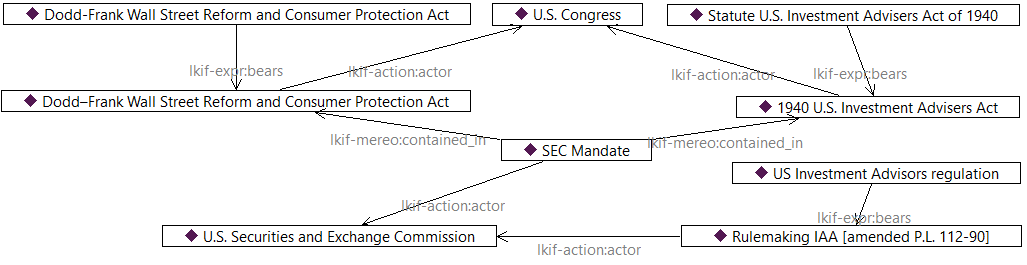 Dodd-Frank Wall Street Reform and Consumer Protection Act
U.S. Congress
Statute U.S. Investment Advisers Act of 1940
lkif-expr:bears
lkif-action:actor
lkif-action:actor
lkif-expr:bears
Dodd–Frank Wall Street Reform and Consumer Protection Act
1940 U.S. Investment Advisers Act
lkif-mereo:contained_in
lkif-mereo:contained_in
SEC Mandate
US Investment Advisors regulation
lkif-action:actor
lkif-expr:bears
U.S. Securities and Exchange Commission
Rulemaking IAA [amended P.L. 112-90]
lkif-action:actor